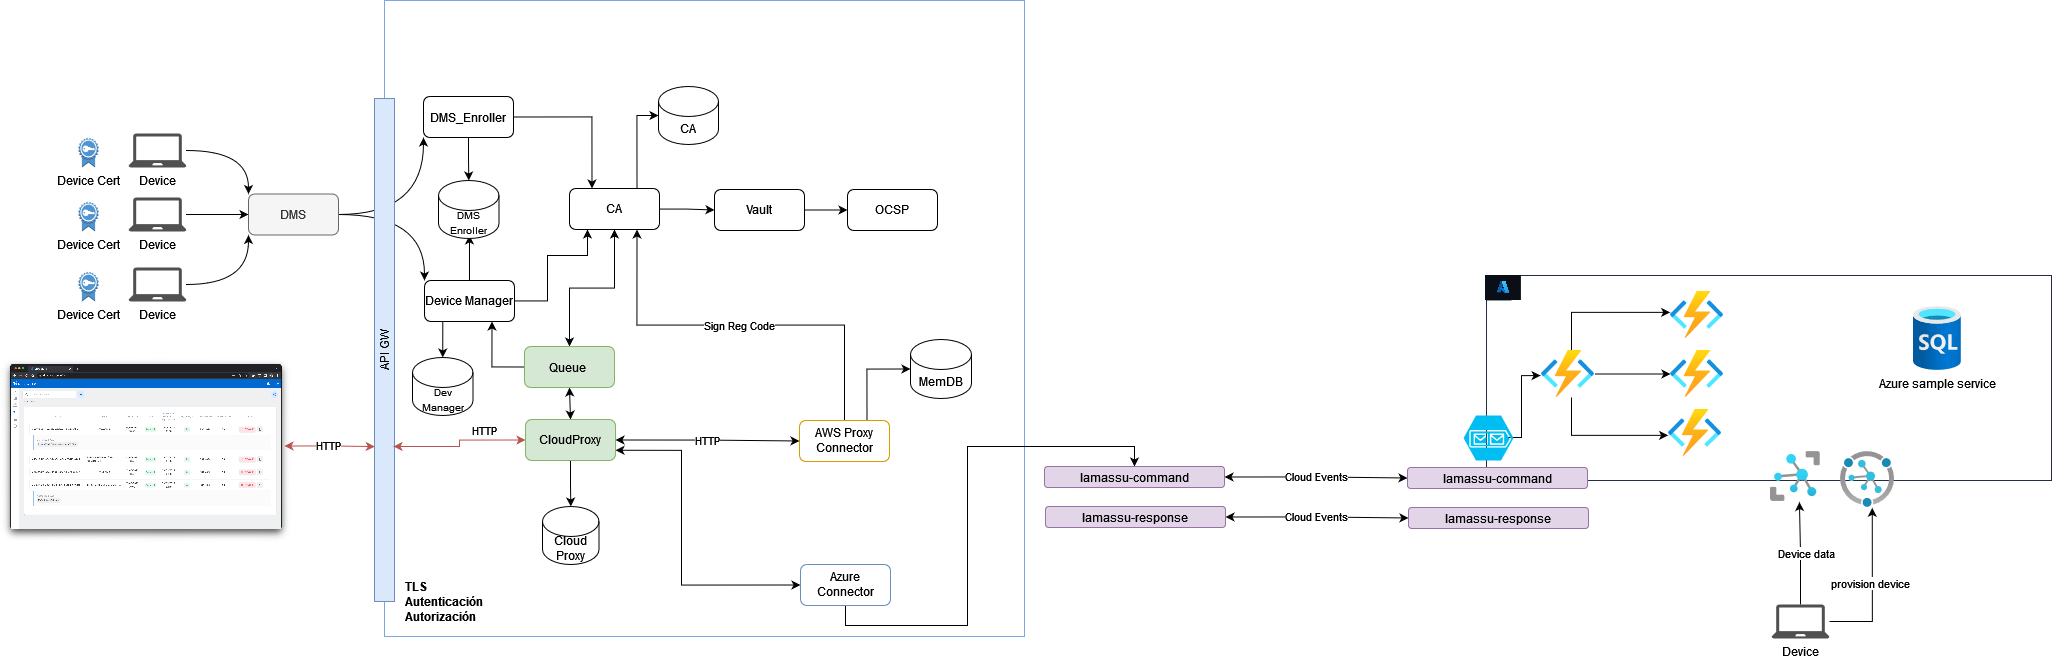 Device Cert
Device
Device Cert
Device
Device Cert
Device
DMS
HTTP
API GW
TLS
Autenticación
Autorización
DMS_Enroller
DMS
Enroller
Device Manager
Dev
Manager
CA
CA
Vault
OCSP
Queue
HTTP
CloudProxy
Cloud
Proxy
HTTP
Sign Reg Code
MemDB
AWS Proxy
Connector
Azure
Connector
lamassu-command
Cloud Events
lamassu-command
lamassu-response
Cloud Events
lamassu-response
SQL
Azure sample service
Device data
provision device
Device